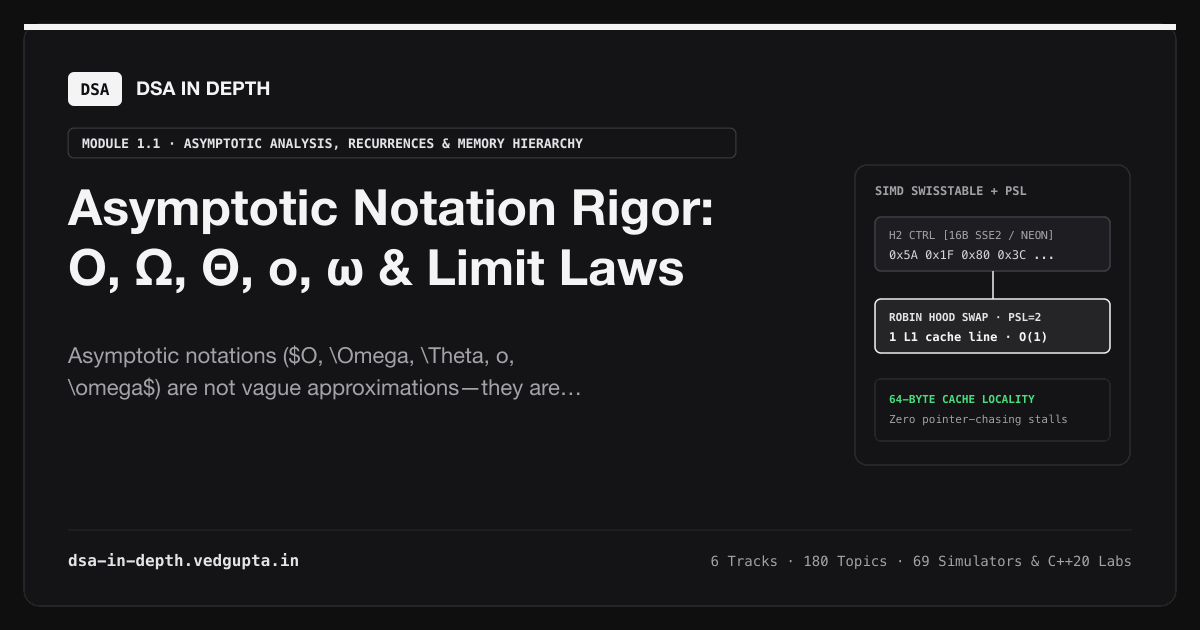 DSA
DSA IN DEPTH
MODULE 1.1 · ASYMPTOTIC ANALYSIS, RECURRENCES & MEMORY HIERARCHY
Asymptotic Notation Rigor:
O, Ω, Θ, o, ω & Limit Laws
Asymptotic notations ($O, \Omega, \Theta, o,
\omega$) are not vague approximations—they are…
SIMD SWISSTABLE + PSL
H2 CTRL [16B SSE2 / NEON]
0x5A 0x1F 0x80 0x3C ...
ROBIN HOOD SWAP · PSL=2
1 L1 cache line · O(1)
64-BYTE CACHE LOCALITY
Zero pointer-chasing stalls
dsa-in-depth.vedgupta.in
6 Tracks · 180 Topics · 69 Simulators & C++20 Labs